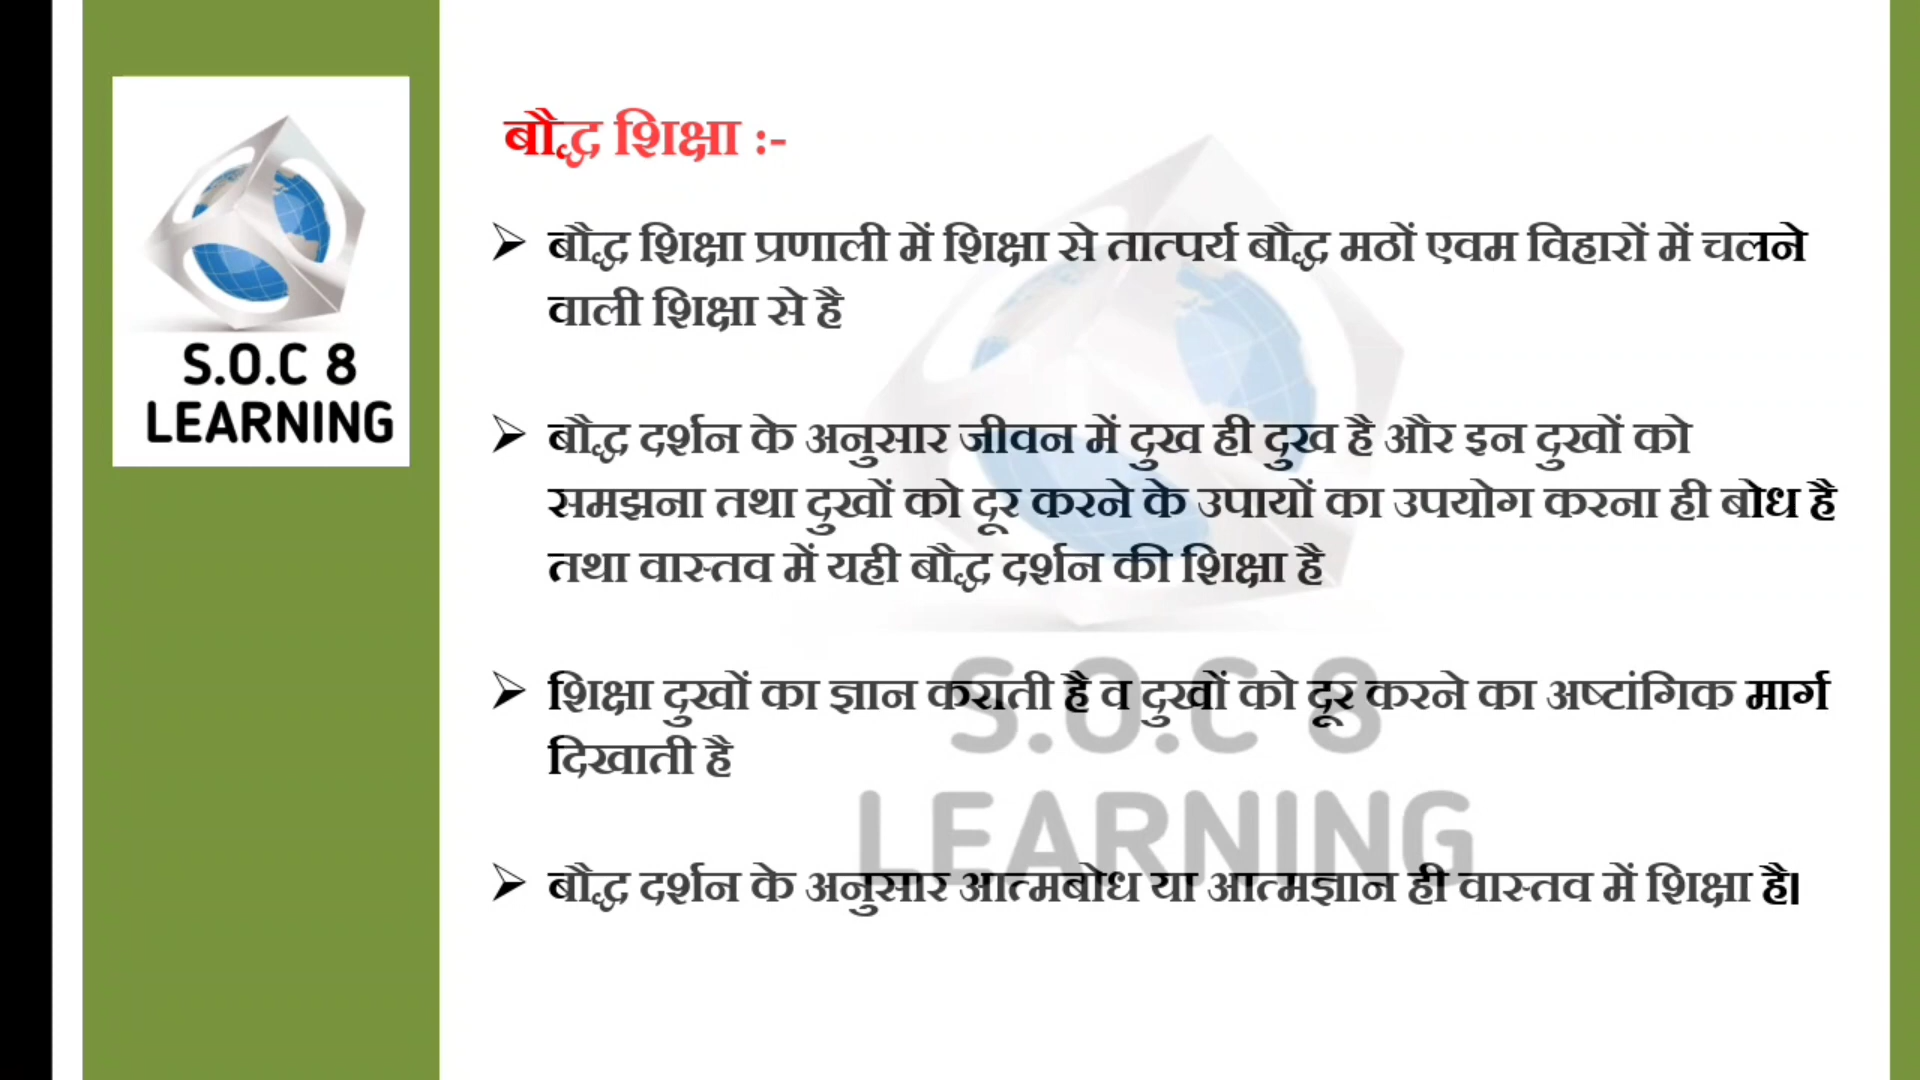 S.O.C 8
LEARNING
बौद्ध शिक्षा :-
बौद्ध शिक्षा प्रणाली में शिक्षा से तात्पर्य बौद्ध मठों एवम विहारों में चलने
वाली शिक्षा से है
बौद्ध दर्शन के अनुसार जीवन में दुख ही दुख है और इन दुखों को
समझना तथा दुखों को दूर करने के उपायों का उपयोग करना ही बोध है
तथा वास्तव में यही बौद्ध दर्शन की शिक्षा है
शिक्षा दुखों का ज्ञान कराती है व दुखों को दूर करने का अष्टांगिक मार्ग
दिखाती है
बौद्ध दर्शन के अनुसार आत्मबोध या आत्मज्ञान ही वास्तव में शिक्षा है।
S.O.C 8
LEARNING